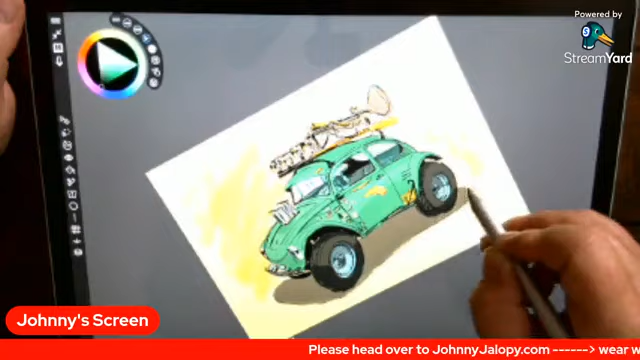 Powered by
StreamYard
Johnny's Screen
Please head over to JohnnyJalopy.com ------> wear w